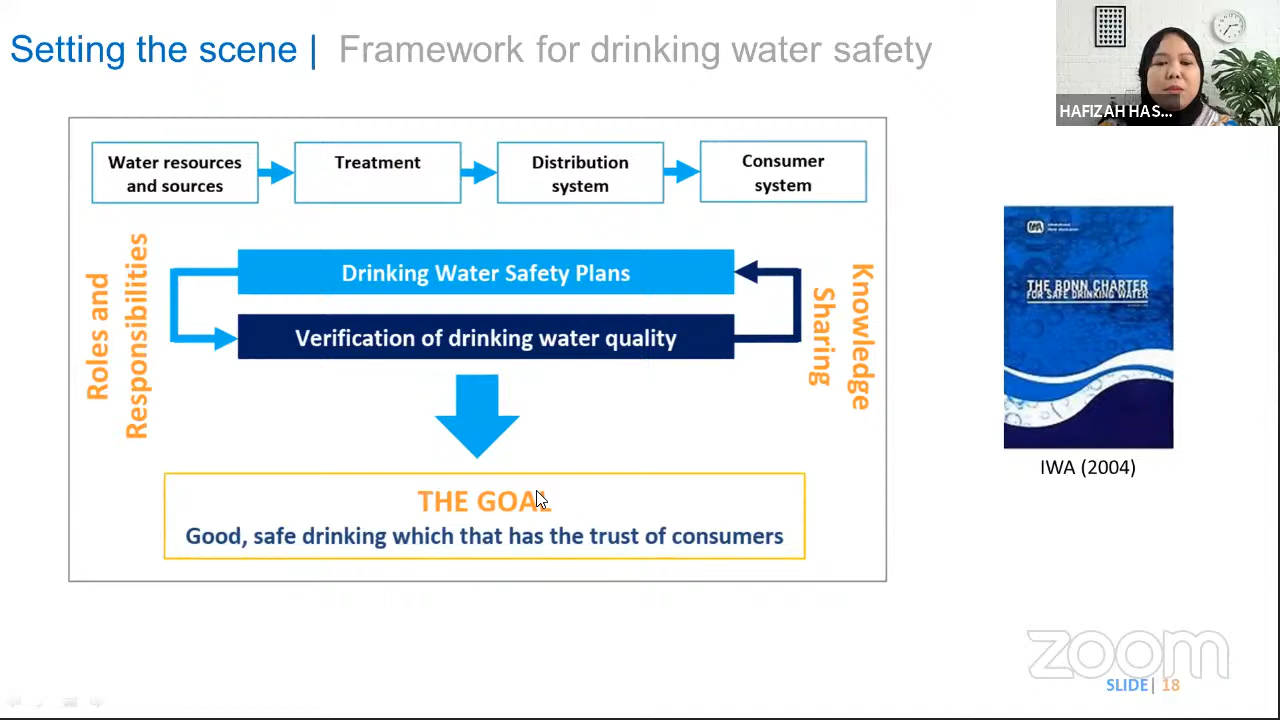 Setting the scene | Framework for drinking water safety
HAFIZAH HAS...
Water resources
and sources
Treatment
Distribution
system
Consumer
system
Roles and
Responsibilities
Drinking Water Safety Plans
Verification of drinking water quality
Knowledge
Sharing
THE GOAL
Good, safe drinking which that has the trust of consumers
THE BONN CHARTER
FOR SAFE DRINKING WATER
IWA (2004)
zoom
SLIDE| 18